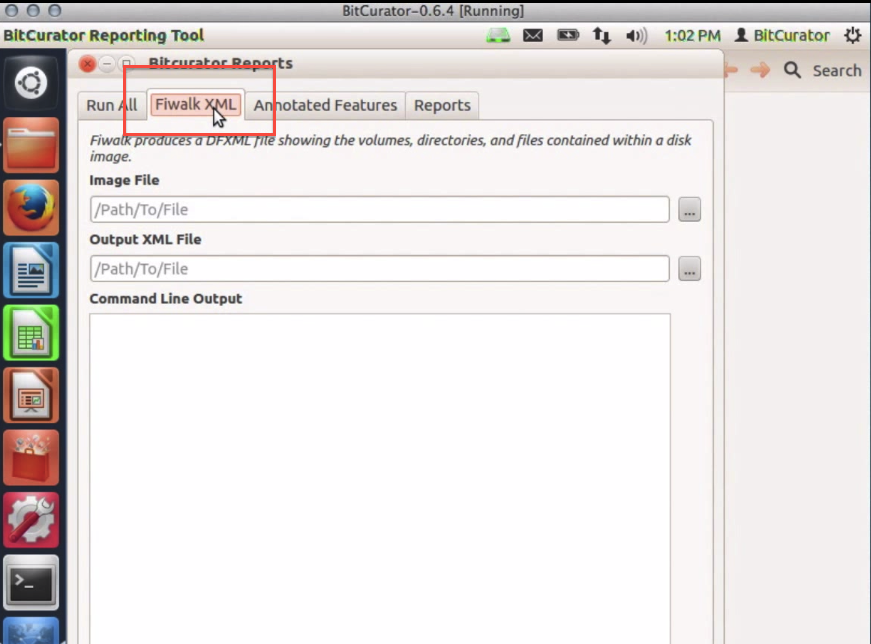 BitCurator-0.6.4 [Running]
BitCurator Reporting Tool 1:02 PM BitCurator
Bitcurator Reports
Search
Run All Fiwalk XML Annotated Features Reports
Fiwalk produces a DFXML file showing the volumes, directories, and files contained within a disk
image.
Image File
/Path/To/File ...
Output XML File
/Path/To/File ...
Command Line Output